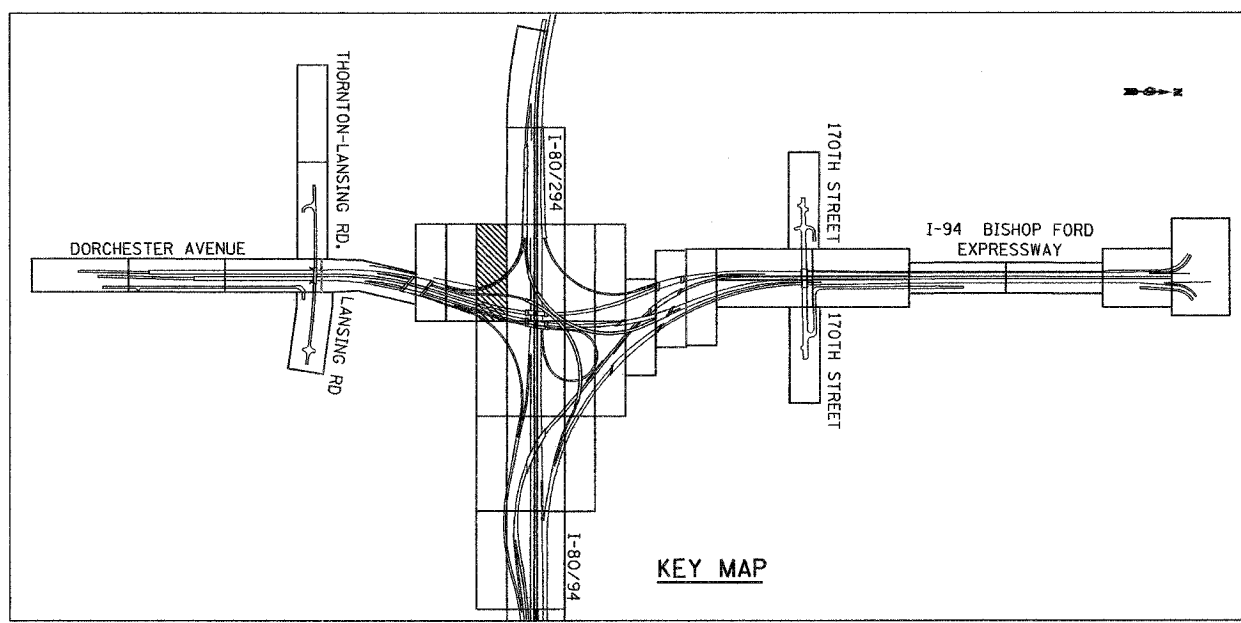 THORNTON-LANSING RD.
LANSING RD
DORCHESTER AVENUE
I-80/294
I-80/94
170TH STREET
170TH STREET
I-94 BISHOP FORD
EXPRESSWAY
N
KEY MAP